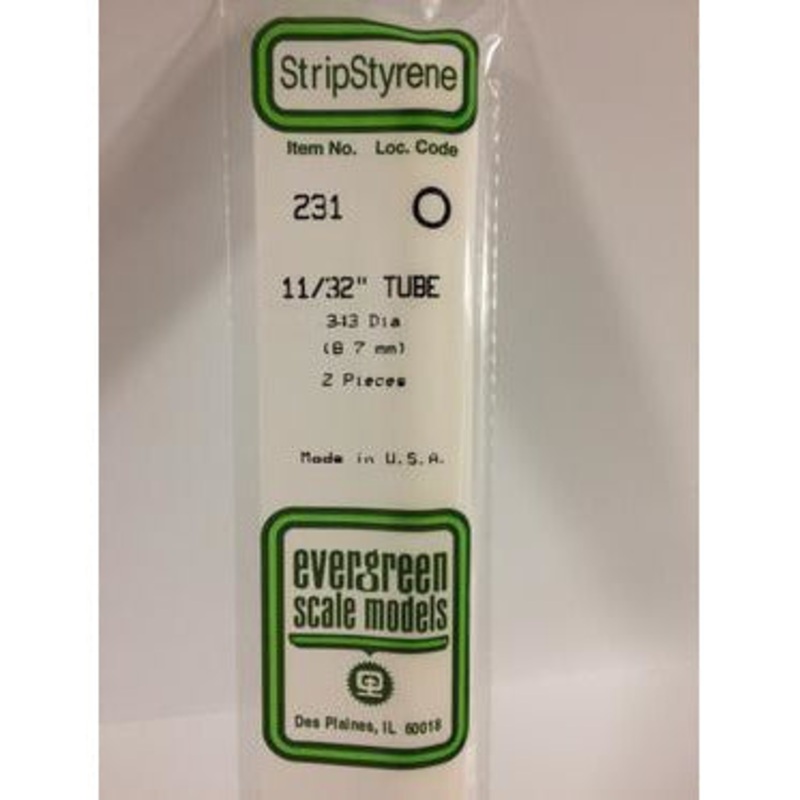 StripStyrene
Item No. Loc. Code
231
11/32" TUBE
343 Dia
(8 7 mm)
2 Pieces
Made in U.S.A.
evergreen
scale models
Des Plaines, IL 60018